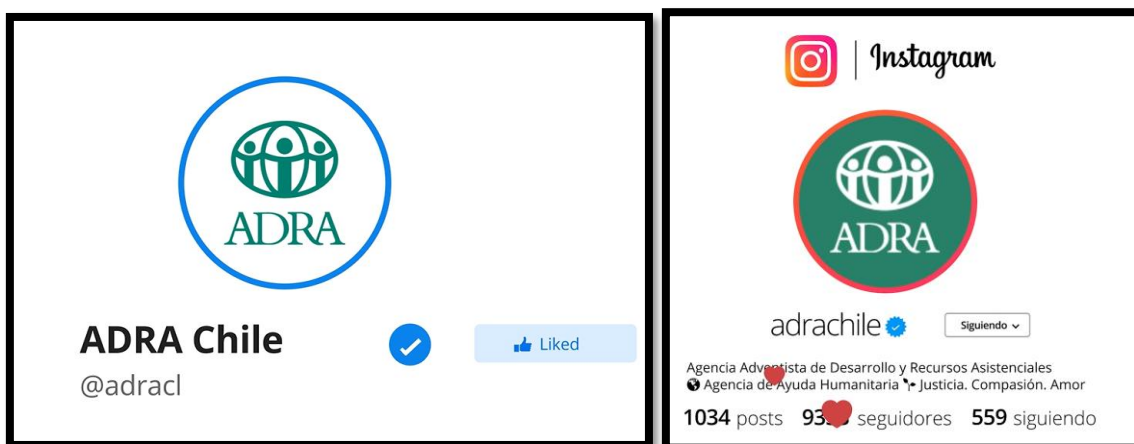 ADRA
ADRA Chile
Liked
@adracl
Instagram
ADRA
adrachile
Siguiendo
Agencia Adventista de Desarrollo y Recursos Asistenciales
Agencia de Ayuda Humanitaria Justicia. Compasión. Amor
1034 posts seguidores 559 siguiendo